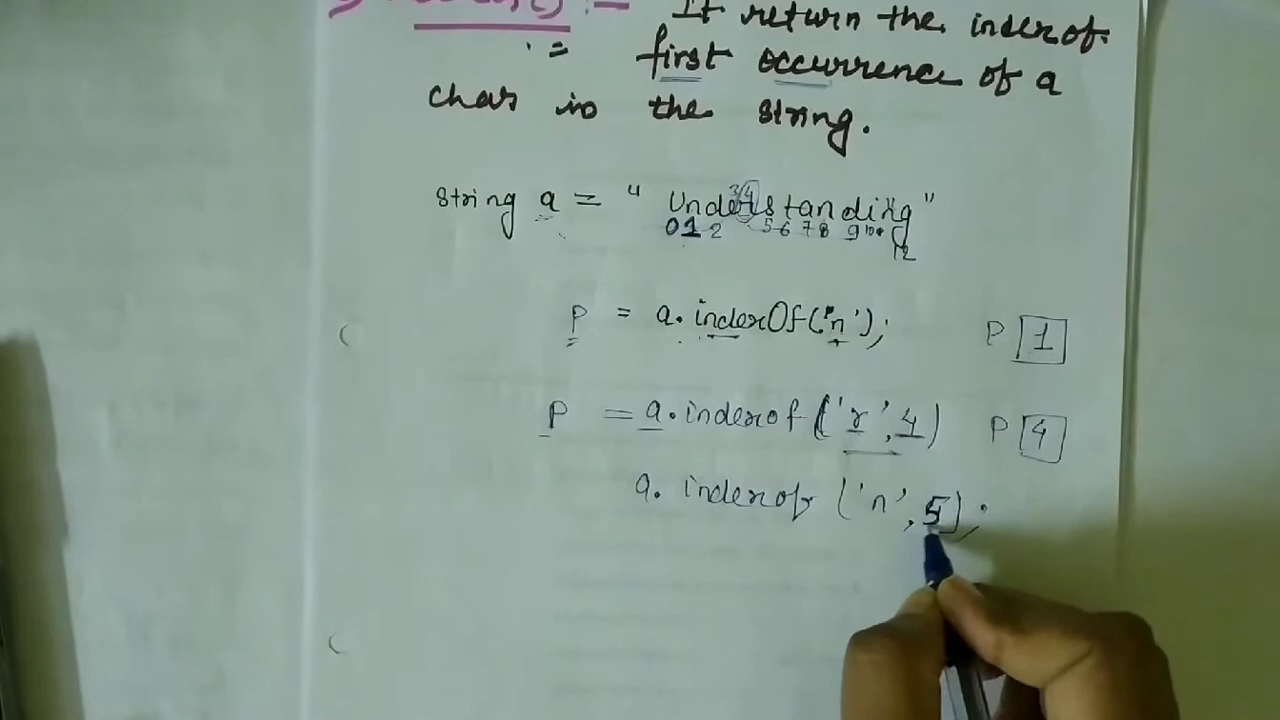 :- It return the index of
first occurrence of a
char in the string.
String a = " Understanding "
0 1 2 3 4 5 6 7 8 9 10 12
P = a.indexOf('n'); P 1
P = a.indexof('r',4) P 4
a.indexof('n',5);